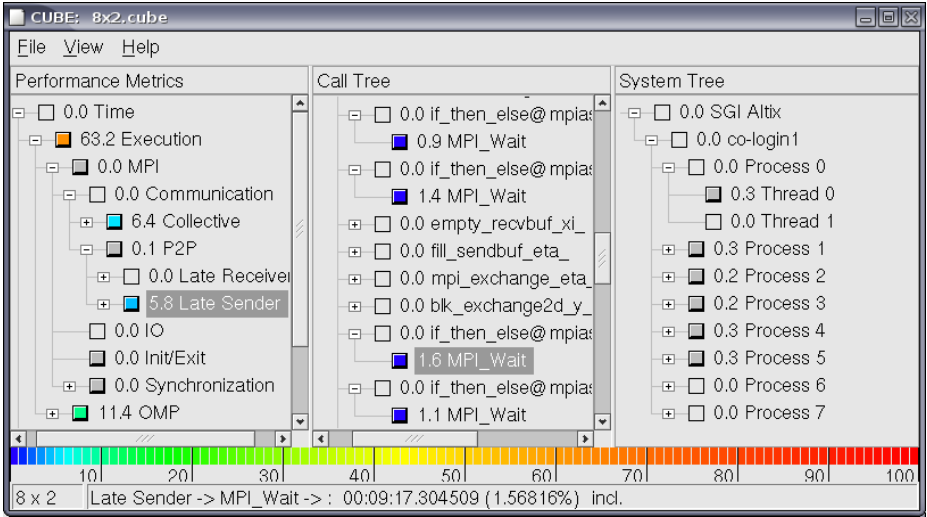 CUBE: 8x2.cube
File View Help
Performance Metrics
0.0 Time
63.2 Execution
0.0 MPI
0.0 Communication
6.4 Collective
0.1 P2P
0.0 Late Receiver
5.8 Late Sender
0.0 IO
0.0 Init/Exit
0.0 Synchronization
11.4 OMP
Call Tree
0.0 if_then_else@mpias
0.9 MPI_Wait
0.0 if_then_else@mpias
1.4 MPI_Wait
0.0 empty_recvbuf_xi_
0.0 fill_sendbuf_eta_
0.0 mpi_exchange_eta_
0.0 blk_exchange2d_y_
0.0 if_then_else@mpias
1.6 MPI_Wait
0.0 if_then_else@mpias
1.1 MPI_Wait
System Tree
0.0 SGI Altix
0.0 co-login1
0.0 Process 0
0.3 Thread 0
0.0 Thread 1
0.3 Process 1
0.2 Process 2
0.2 Process 3
0.3 Process 4
0.3 Process 5
0.0 Process 6
0.0 Process 7
10 20 30 40 50 60 70 80 90 100
8 x 2 Late Sender -> MPI_Wait -> : 00:09:17.304509 (1.56816%) incl.